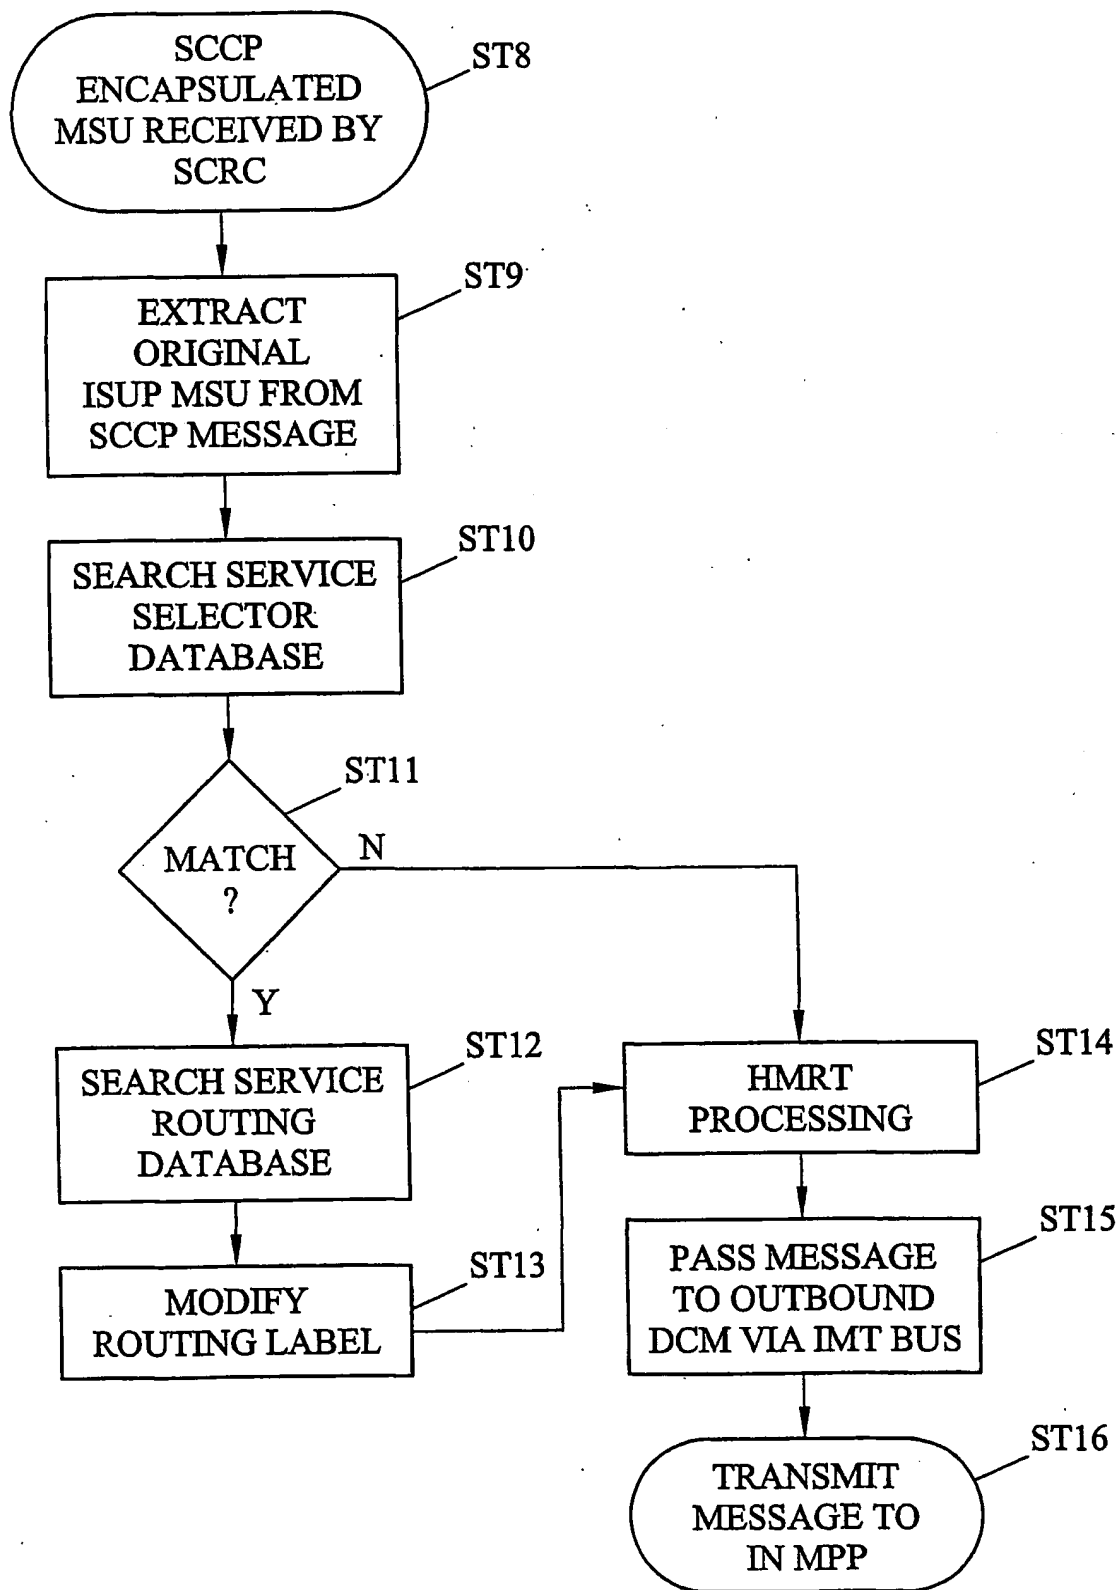 SCCP
ENCAPSULATED
MSU RECEIVED BY
SCRC
ST8
EXTRACT
ORIGINAL
ISUP MSU FROM
SCCP MESSAGE
ST9
SEARCH SERVICE
SELECTOR
DATABASE
ST10
MATCH
?
ST11
N
Y
SEARCH SERVICE
ROUTING
DATABASE
ST12
MODIFY
ROUTING LABEL
ST13
HMRT
PROCESSING
ST14
PASS MESSAGE
TO OUTBOUND
DCM VIA IMT BUS
ST15
TRANSMIT
MESSAGE TO
IN MPP
ST16